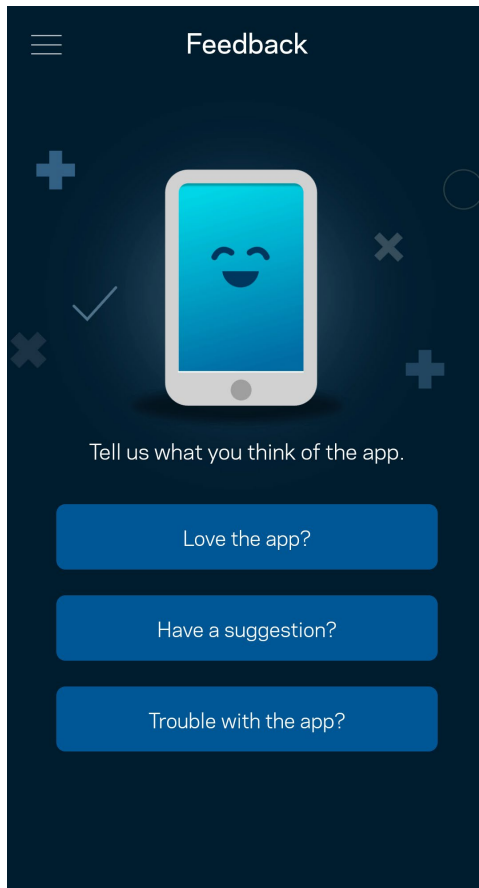 Feedback
Tell us what you think of the app.
Love the app?
Have a suggestion?
Trouble with the app?